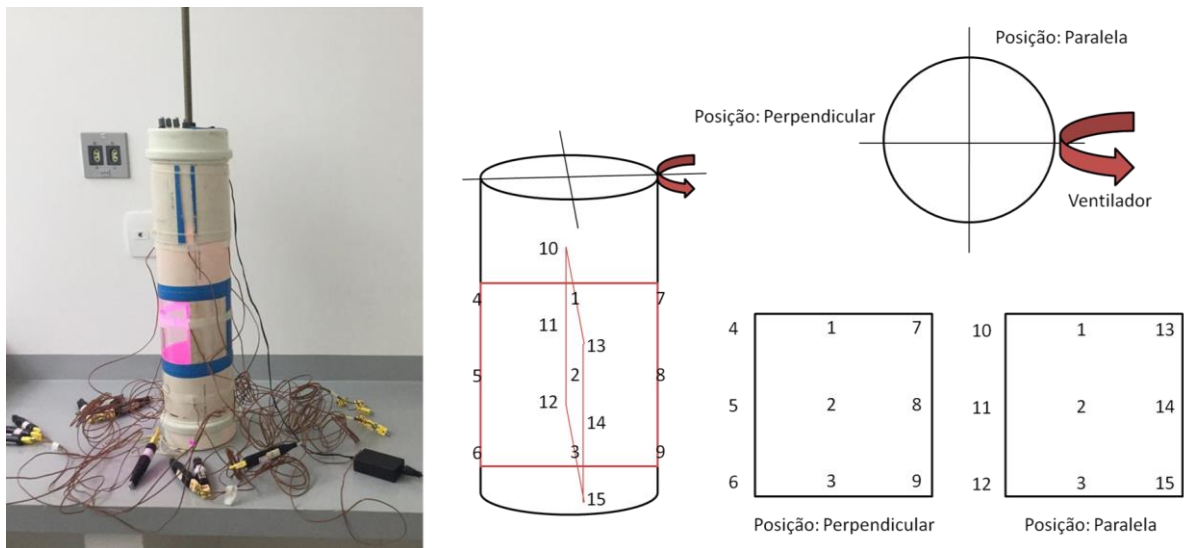 Posição: Paralela
Posição: Perpendicular
Ventilador
10
4 1 7
11
13
5 2 8
12
14
6 3 9
15
4 1 7
5 2 8
6 3 9
Posição: Perpendicular
10 1 13
11 2 14
12 3 15
Posição: Paralela